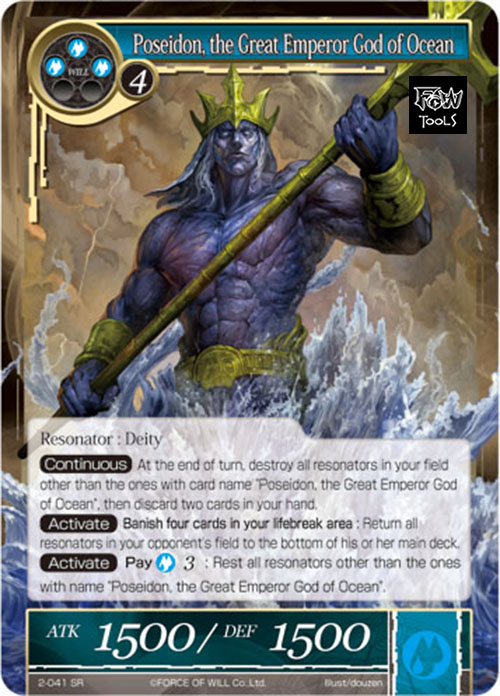 Poseidon, the Great Emperor God of Ocean
WILL
4
FOW
TOOLS
Resonator : Deity
Continuous At the end of turn, destroy all resonators in your field
other than the ones with card name "Poseidon, the Great Emperor God
of Ocean", then discard two cards in your hand.
Activate Banish four cards in your lifebreak area : Return all
resonators in your opponent's field to the bottom of his or her main deck.
Activate Pay 3 : Rest all resonators other than the ones
with name "Poseidon, the Great Emperor God of Ocean".
ATK 1500 / DEF 1500
2-041 SR ©FORCE OF WILL Co.,Ltd. Illust/douzen